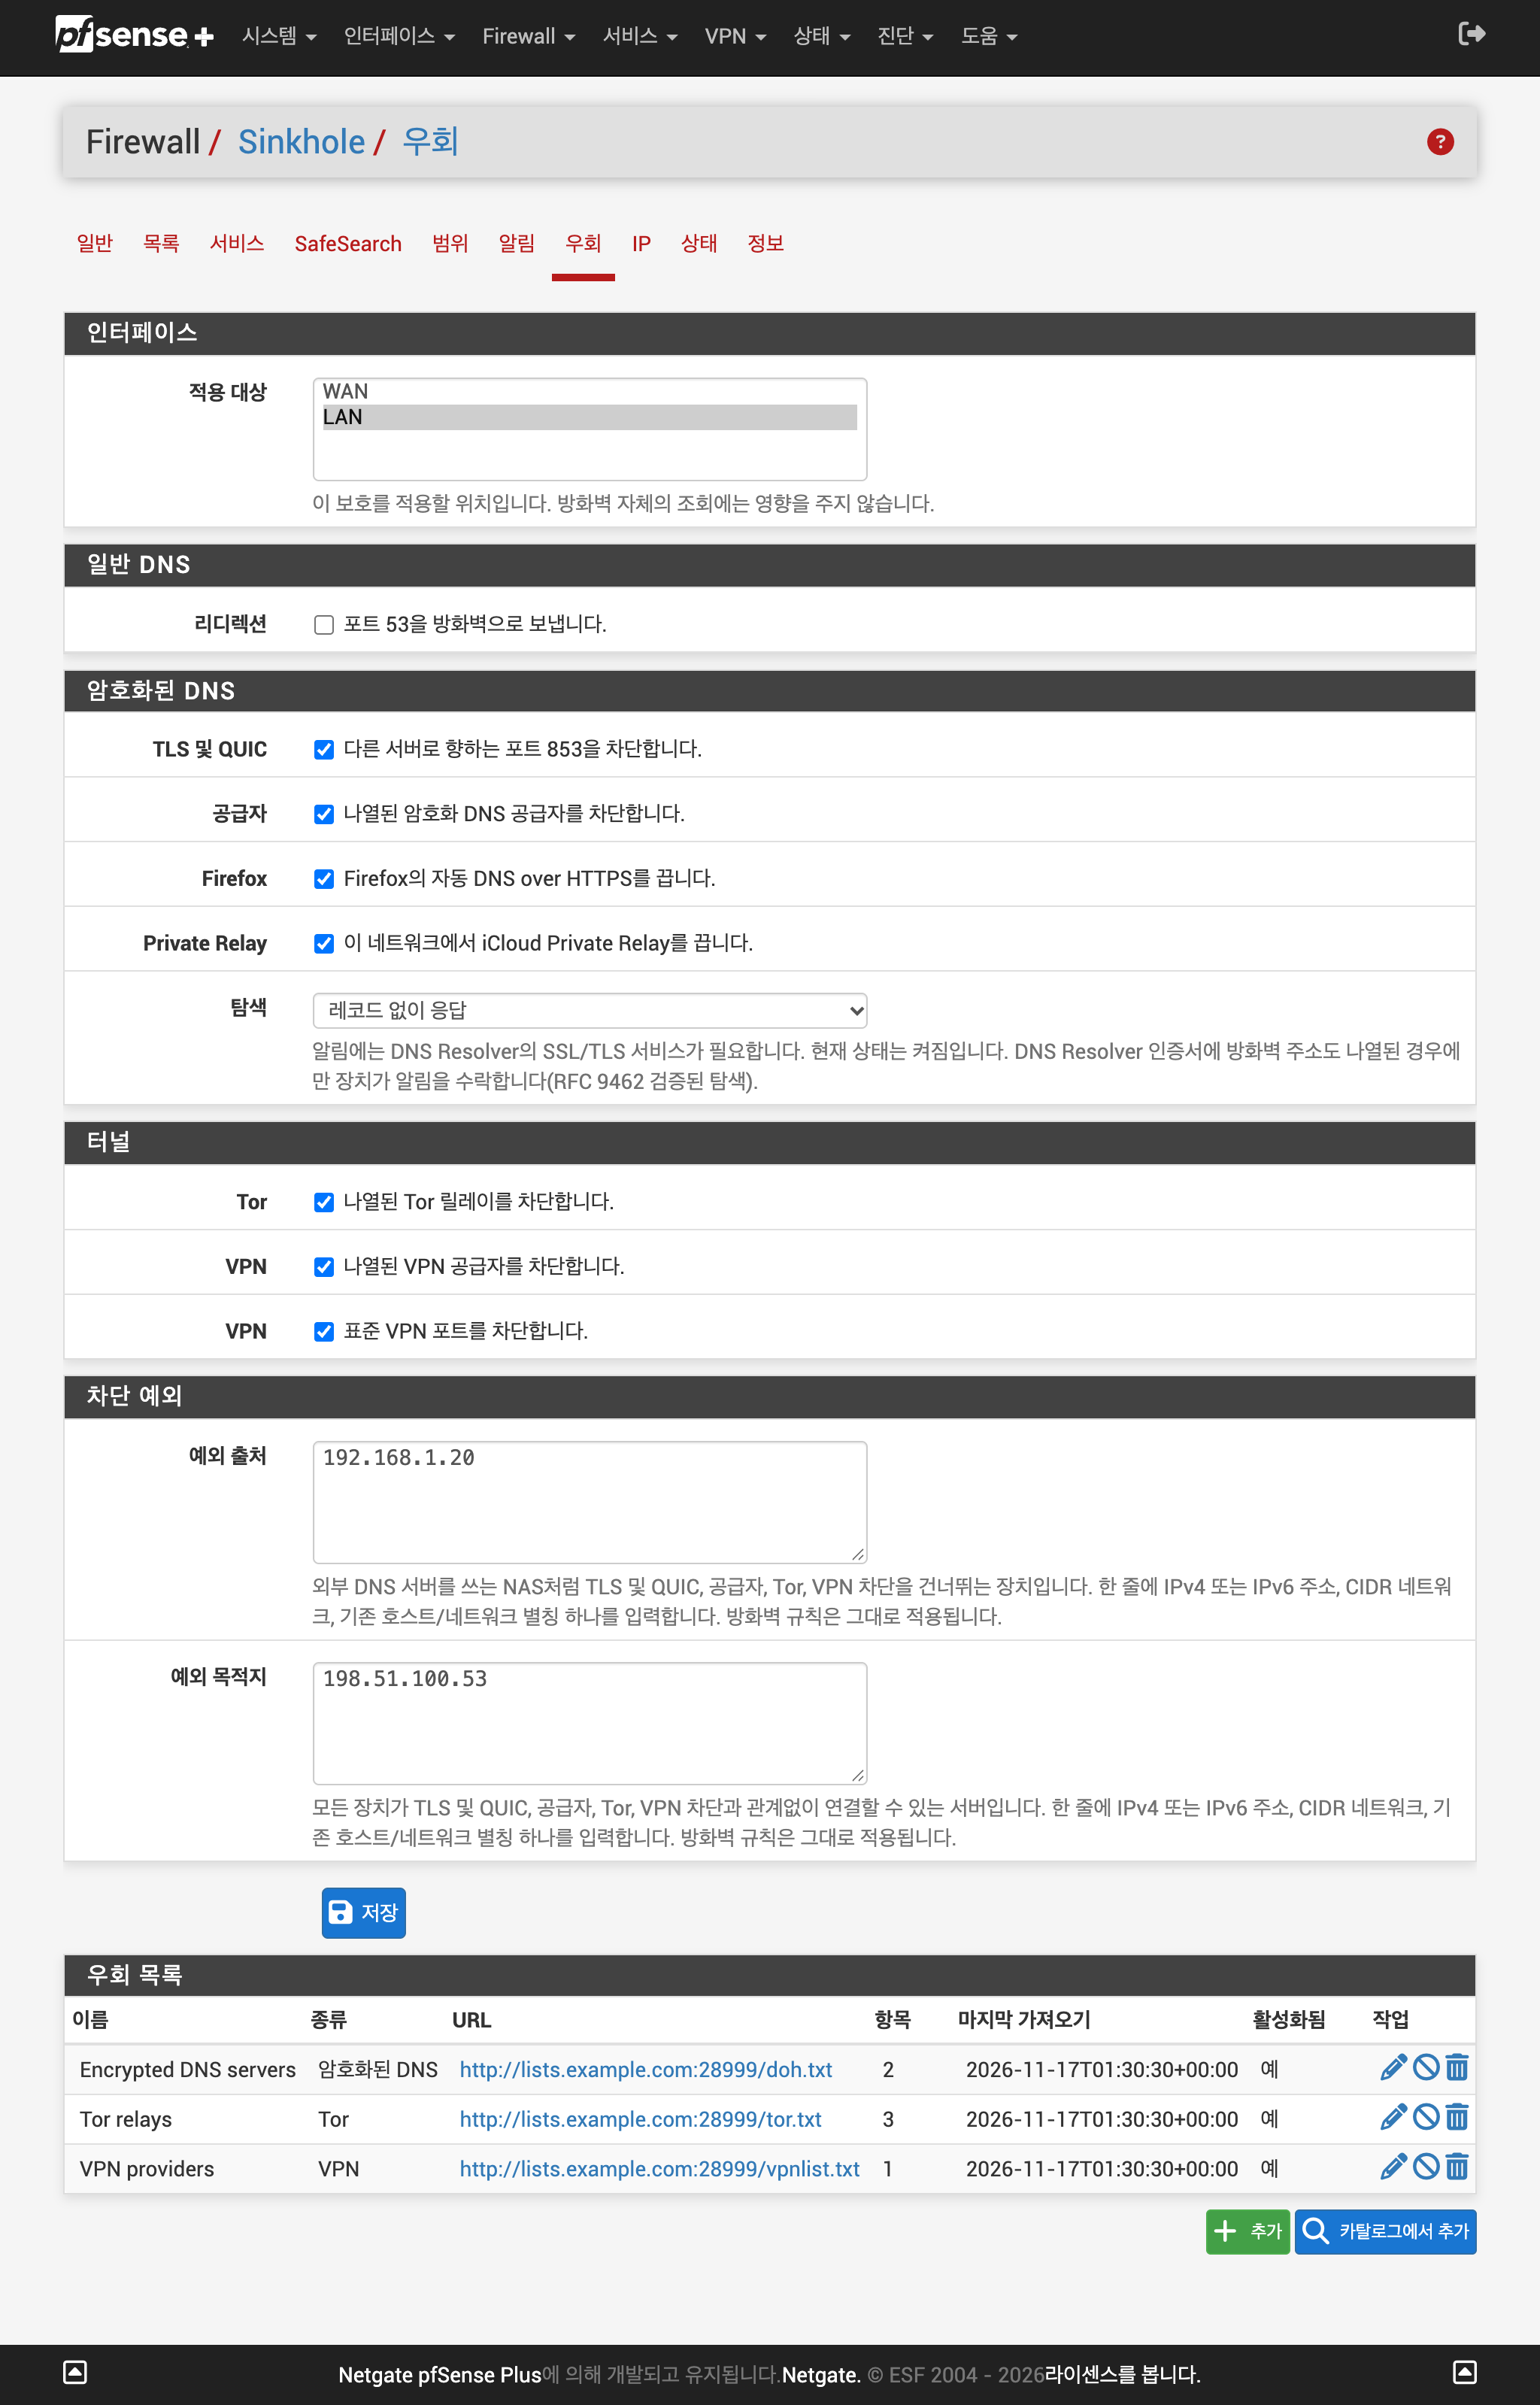 pfsense+ 시스템 인터페이스 Firewall 서비스 VPN 상태 진단 도움
Firewall / Sinkhole / 우회
일반 목록 서비스 SafeSearch 범위 알림 우회 IP 상태 정보
인터페이스
적용 대상
WAN
LAN
이 보호를 적용할 위치입니다. 방화벽 자체의 조회에는 영향을 주지 않습니다.
일반 DNS
리디렉션 포트 53을 방화벽으로 보냅니다.
암호화된 DNS
TLS 및 QUIC 다른 서버로 향하는 포트 853을 차단합니다.
공급자 나열된 암호화 DNS 공급자를 차단합니다.
Firefox Firefox의 자동 DNS over HTTPS를 끕니다.
Private Relay 이 네트워크에서 iCloud Private Relay를 끕니다.
탐색 레코드 없이 응답
알림에는 DNS Resolver의 SSL/TLS 서비스가 필요합니다. 현재 상태는 켜짐입니다. DNS Resolver 인증서에 방화벽 주소도 나열된 경우에
만 장치가 알림을 수락합니다(RFC 9462 검증된 탐색).
터널
Tor 나열된 Tor 릴레이를 차단합니다.
VPN 나열된 VPN 공급자를 차단합니다.
VPN 표준 VPN 포트를 차단합니다.
차단 예외
예외 출처 192.168.1.20
외부 DNS 서버를 쓰는 NAS처럼 TLS 및 QUIC, 공급자, Tor, VPN 차단을 건너뛰는 장치입니다. 한 줄에 IPv4 또는 IPv6 주소, CIDR 네트워
크, 기존 호스트/네트워크 별칭 하나를 입력합니다. 방화벽 규칙은 그대로 적용됩니다.
예외 목적지 198.51.100.53
모든 장치가 TLS 및 QUIC, 공급자, Tor, VPN 차단과 관계없이 연결할 수 있는 서버입니다. 한 줄에 IPv4 또는 IPv6 주소, CIDR 네트워크, 기
존 호스트/네트워크 별칭 하나를 입력합니다. 방화벽 규칙은 그대로 적용됩니다.
저장
우회 목록
이름 종류 URL 항목 마지막 가져오기 활성화됨 작업
Encrypted DNS servers 암호화된 DNS http://lists.example.com:28999/doh.txt 2 2026-11-17T01:30:30+00:00 예
Tor relays Tor http://lists.example.com:28999/tor.txt 3 2026-11-17T01:30:30+00:00 예
VPN providers VPN http://lists.example.com:28999/vpnlist.txt 1 2026-11-17T01:30:30+00:00 예
추가 카탈로그에서 추가
Netgate pfSense Plus에 의해 개발되고 유지됩니다.Netgate. © ESF 2004 - 2026라이센스를 봅니다.